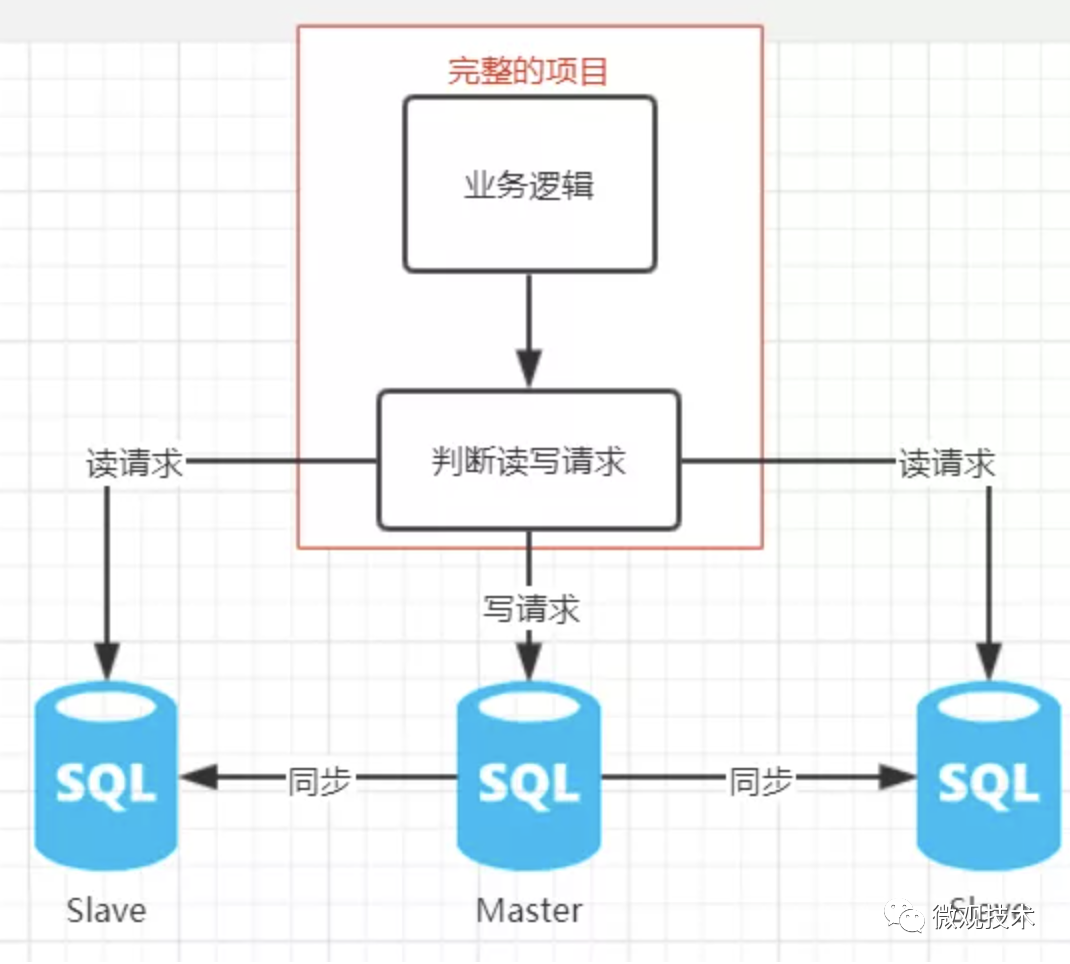 完整的项目
业务逻辑
判断读写请求
读请求
读请求
写请求
SQL
SQL
SQL
同步
同步
Slave
Master
Slave
微观技术